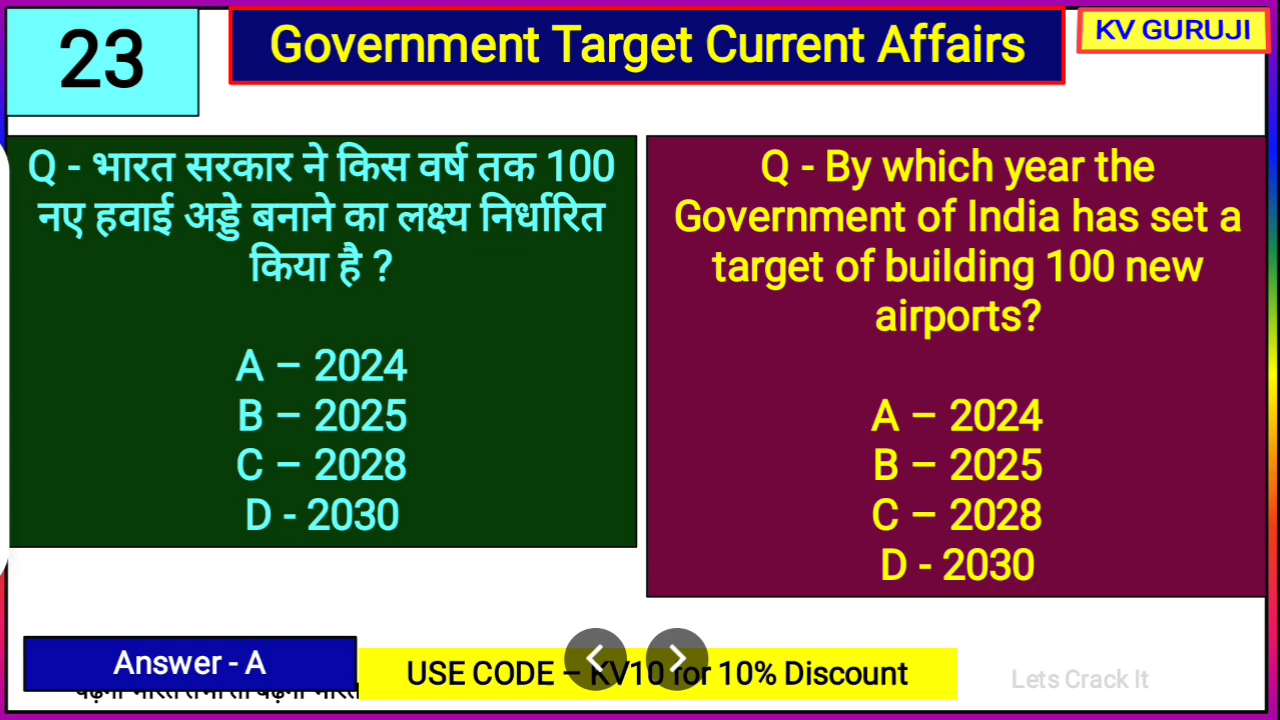 23
Government Target Current Affairs
KV GURUJI
Q - भारत सरकार ने किस वर्ष तक 100
नए हवाई अड्डे बनाने का लक्ष्य निर्धारित
किया है ?
A – 2024
B – 2025
C – 2028
D - 2030
Q - By which year the
Government of India has set a
target of building 100 new
airports?
A – 2024
B – 2025
C – 2028
D - 2030
Answer - A
USE CODE – KV10 for 10% Discount
Lets Crack It